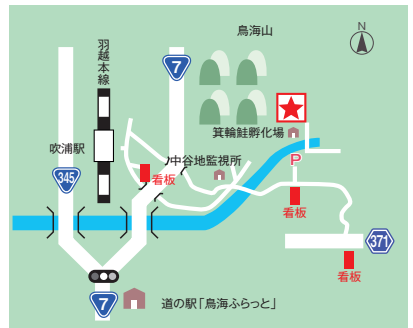 鳥海山
N
羽越本線
7
箕輪鮭孵化場
吹浦駅
中谷地監視所
P
345
看板
看板
371
看板
7
道の駅「鳥海ふらっと」